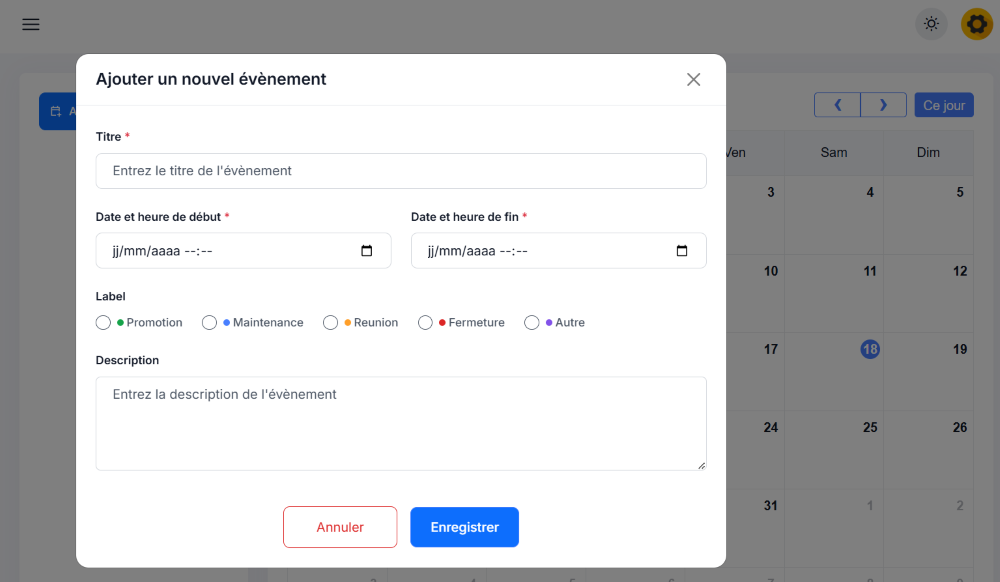 A
Ce jour
Ajouter un nouvel évènement
Titre *
Entrez le titre de l'évènement
Date et heure de début * Date et heure de fin *
jj/mm/aaaa --:-- jj/mm/aaaa --:--
Label
Promotion Maintenance Reunion Fermeture Autre
Description
Entrez la description de l'évènement
Annuler Enregistrer
Ven Sam Dim
3 4 5
10 11 12
17 18 19
24 25 26
31 1 2